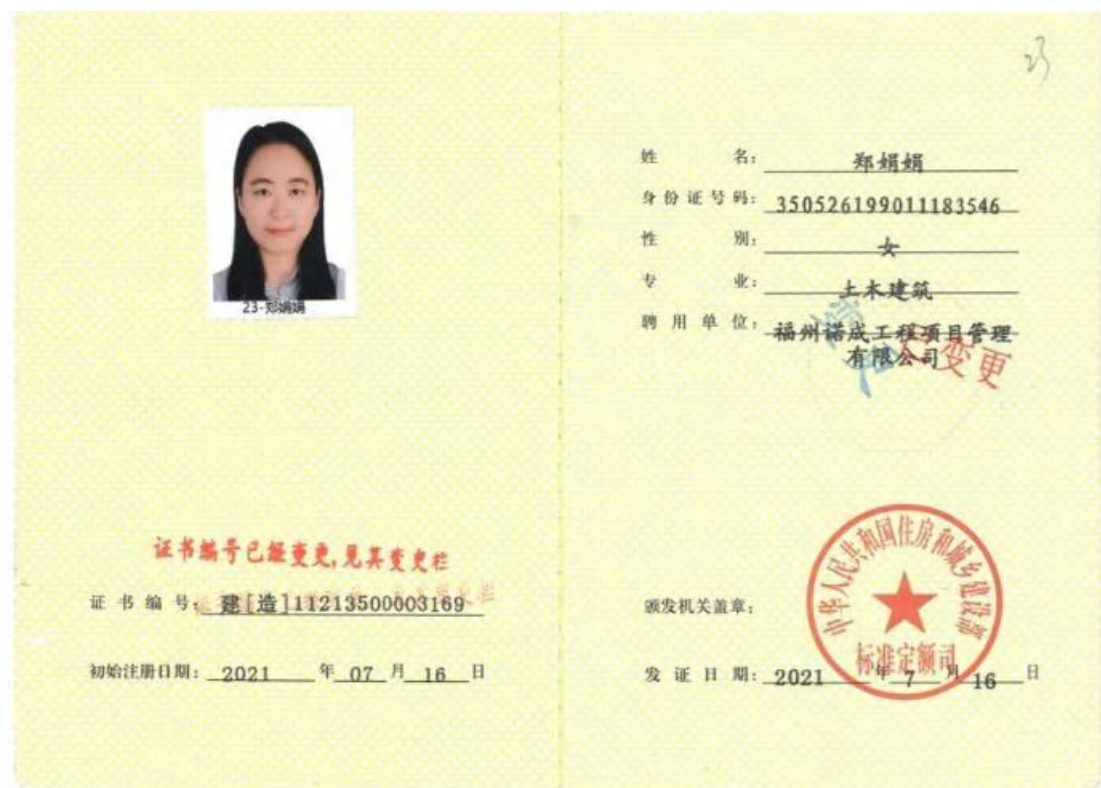 23-郑娟娟
证书编号已经变更,见其变更栏
证书编号: 建[造]11213500003169
初始注册日期: 2021 年 07 月 16 日
23
姓名: 郑娟娟
身份证号码: 350526199011183546
性别: 女
专业: 土木建筑
聘用单位: 福州诺成工程项目管理
有限公司
已变更
颁发机关盖章:
中华人民共和国住房和城乡建设部
标准定额司
发证日期: 2021 年 7 月 16 日